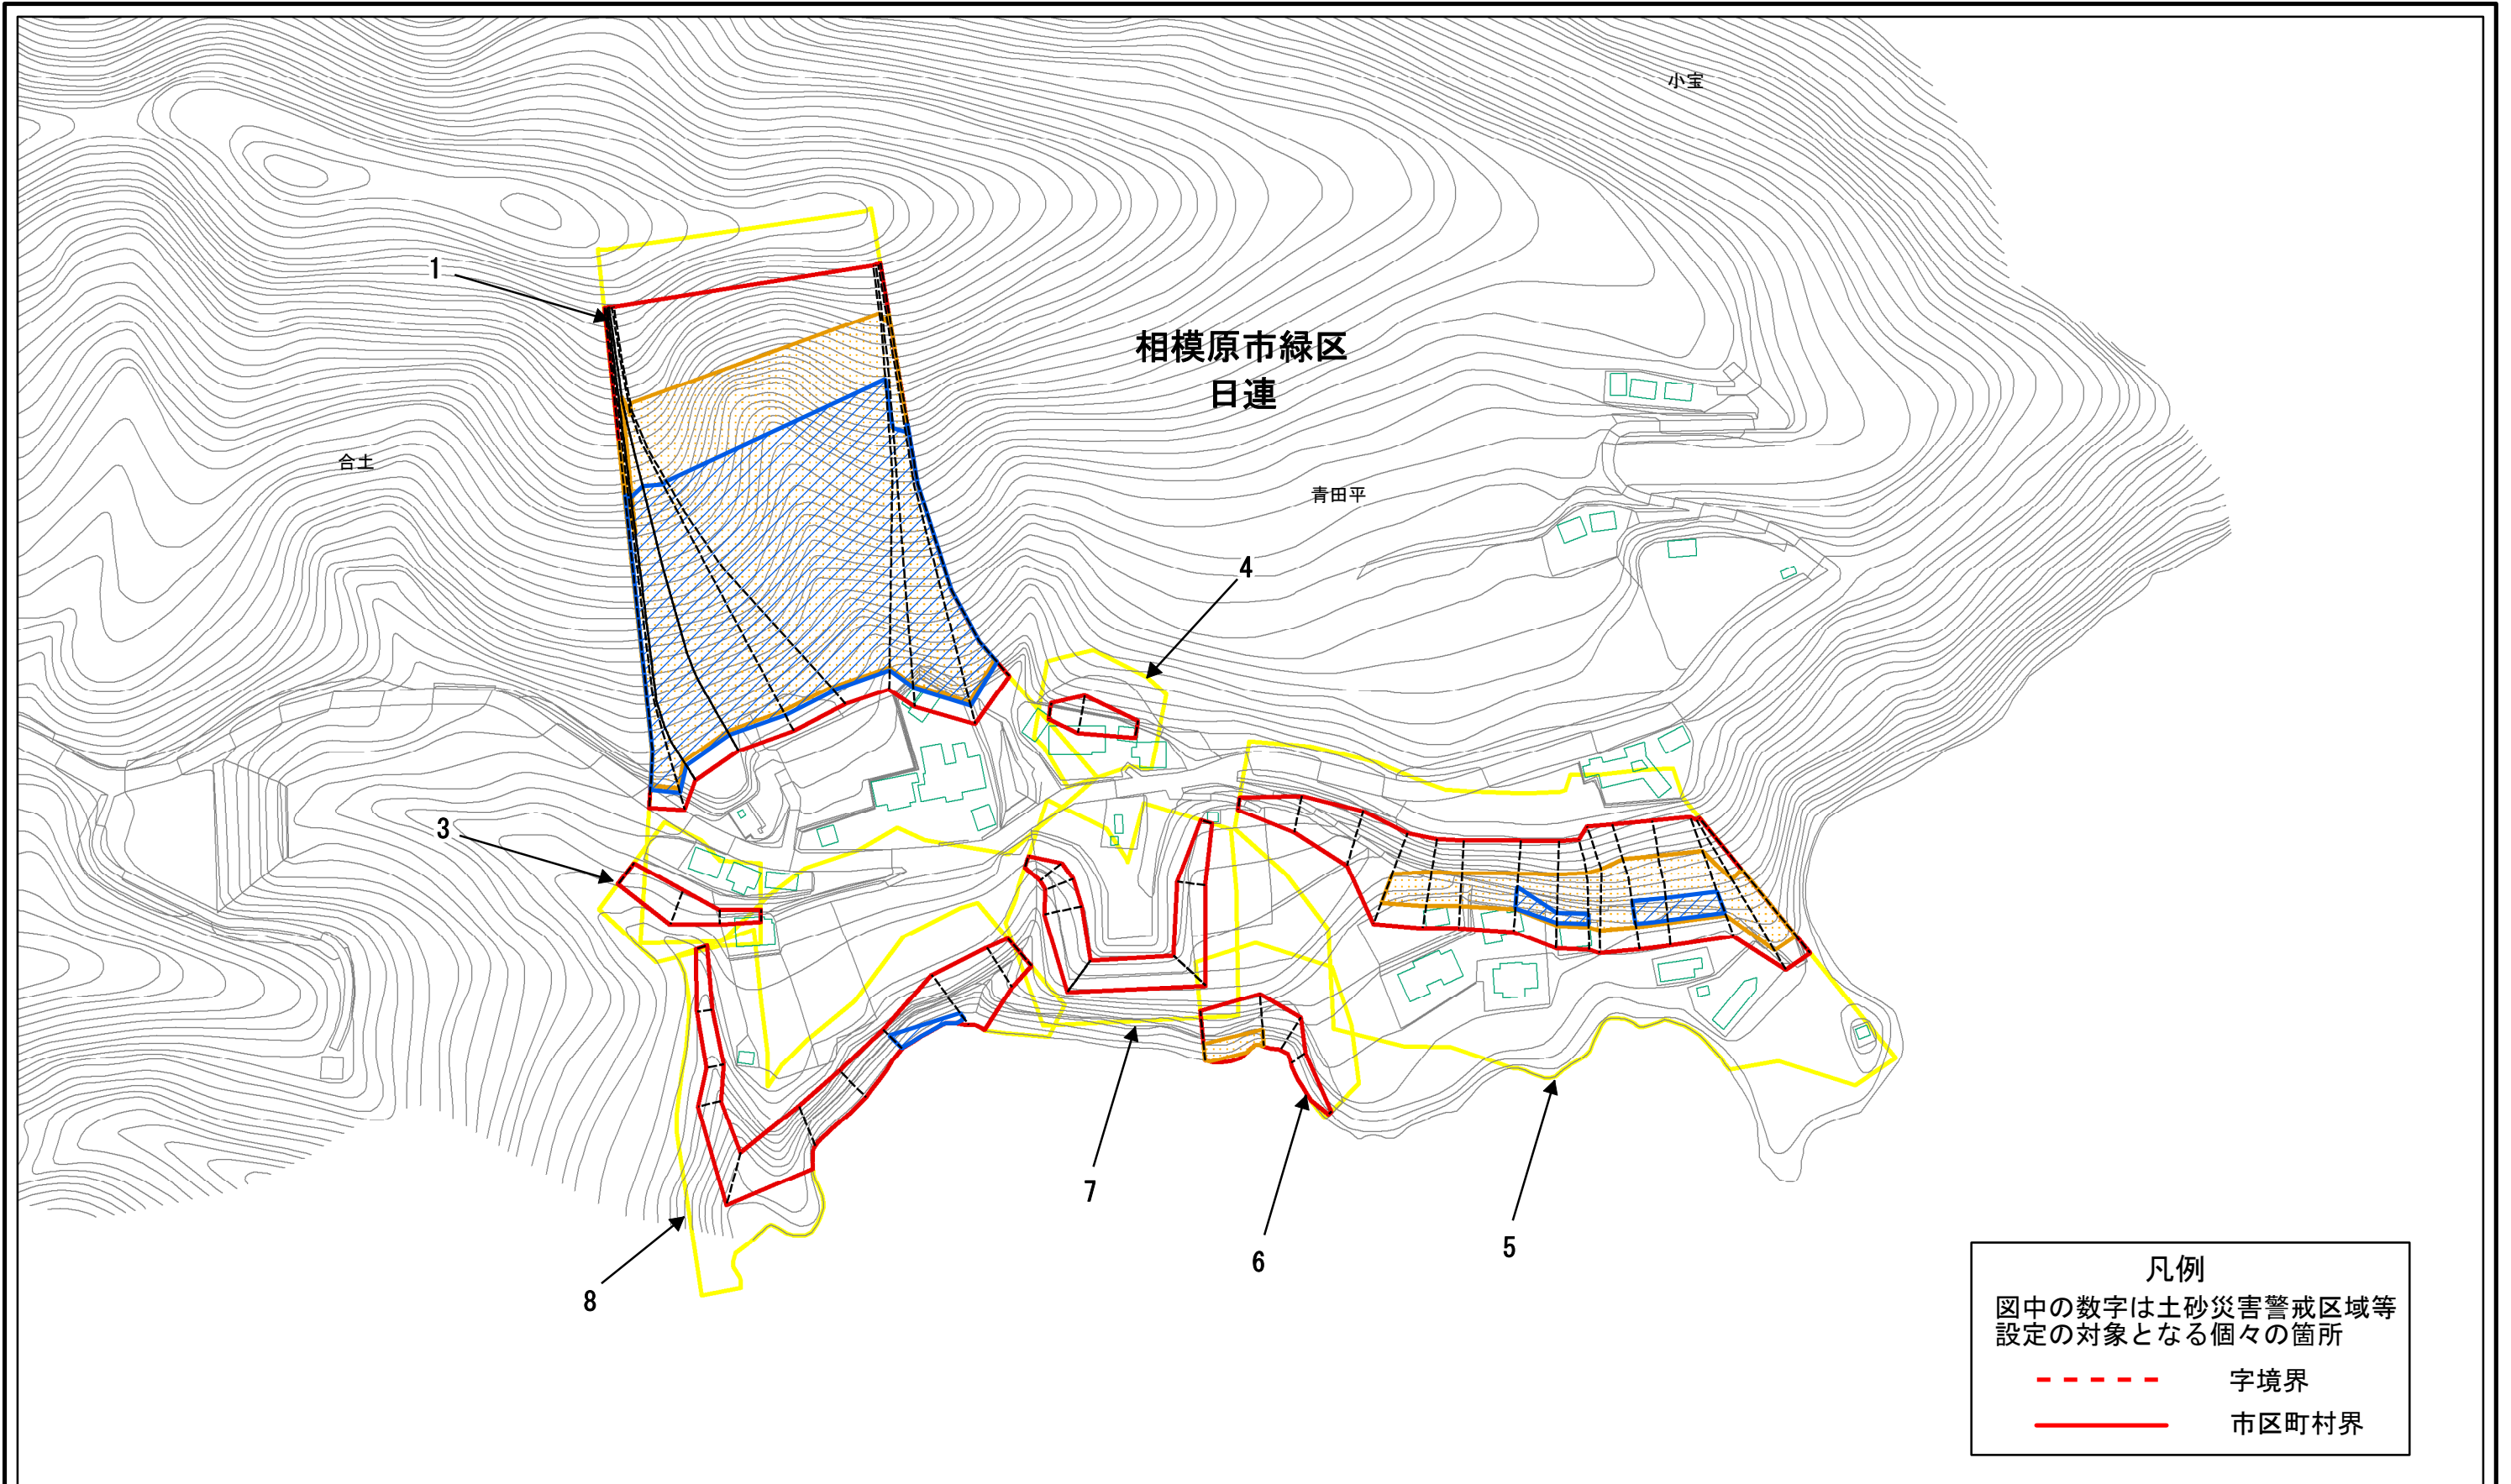 小宝
1
相模原市緑区
日連
合土
青田平
4
3
7
6
5
8
凡例
図中の数字は土砂災害警戒区域等
設定の対象となる個々の箇所
字境界
市区町村界